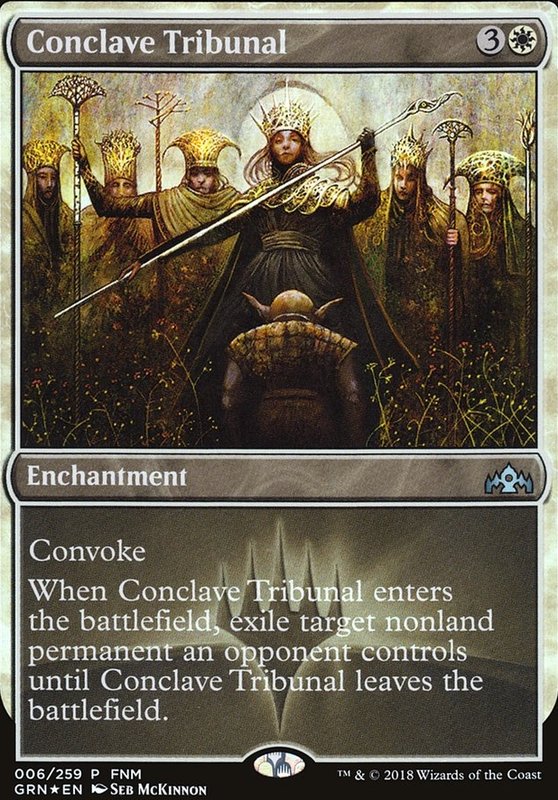 Conclave Tribunal 3
Enchantment
Convoke
When Conclave Tribunal enters
the battlefield, exile target nonland
permanent an opponent controls
until Conclave Tribunal leaves the
battlefield.
006/259 P FNM
GRN★EN Seb McKinnon
™ & © 2018 Wizards of the Coast